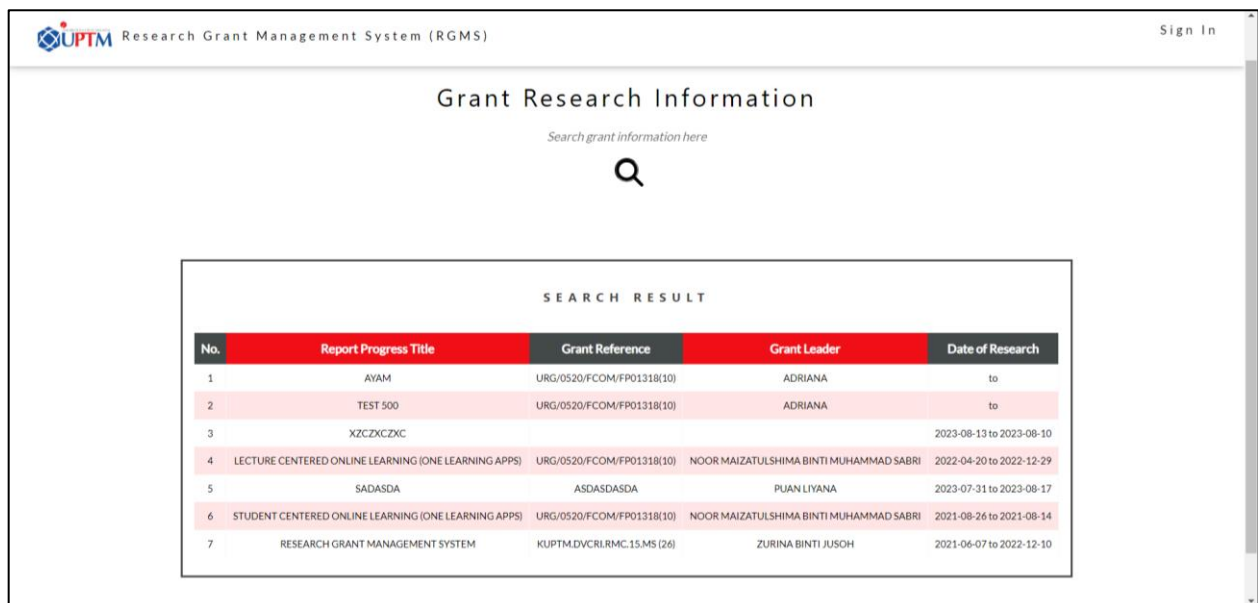 UPTM Research Grant Management System (RGMS) Sign In
Grant Research Information
Search grant information here
SEARCH RESULT
No. Report Progress Title Grant Reference Grant Leader Date of Research
1 AYAM URG/0520/FCOM/FP01318(10) ADRIANA to
2 TEST 500 URG/0520/FCOM/FP01318(10) ADRIANA to
3 XZCZXCZXC 2023-08-13 to 2023-08-10
4 LECTURE CENTERED ONLINE LEARNING (ONE LEARNING APPS) URG/0520/FCOM/FP01318(10) NOOR MAIZATULSHIMA BINTI MUHAMMAD SABRI 2022-04-20 to 2022-12-29
5 SADASDA ASDASDASDA PUAN LIYANA 2023-07-31 to 2023-08-17
6 STUDENT CENTERED ONLINE LEARNING (ONE LEARNING APPS) URG/0520/FCOM/FP01318(10) NOOR MAIZATULSHIMA BINTI MUHAMMAD SABRI 2021-08-26 to 2021-08-14
7 RESEARCH GRANT MANAGEMENT SYSTEM KUPTM.DVCRI.RMC.15.MS (26) ZURINA BINTI JUSOH 2021-06-07 to 2022-12-10